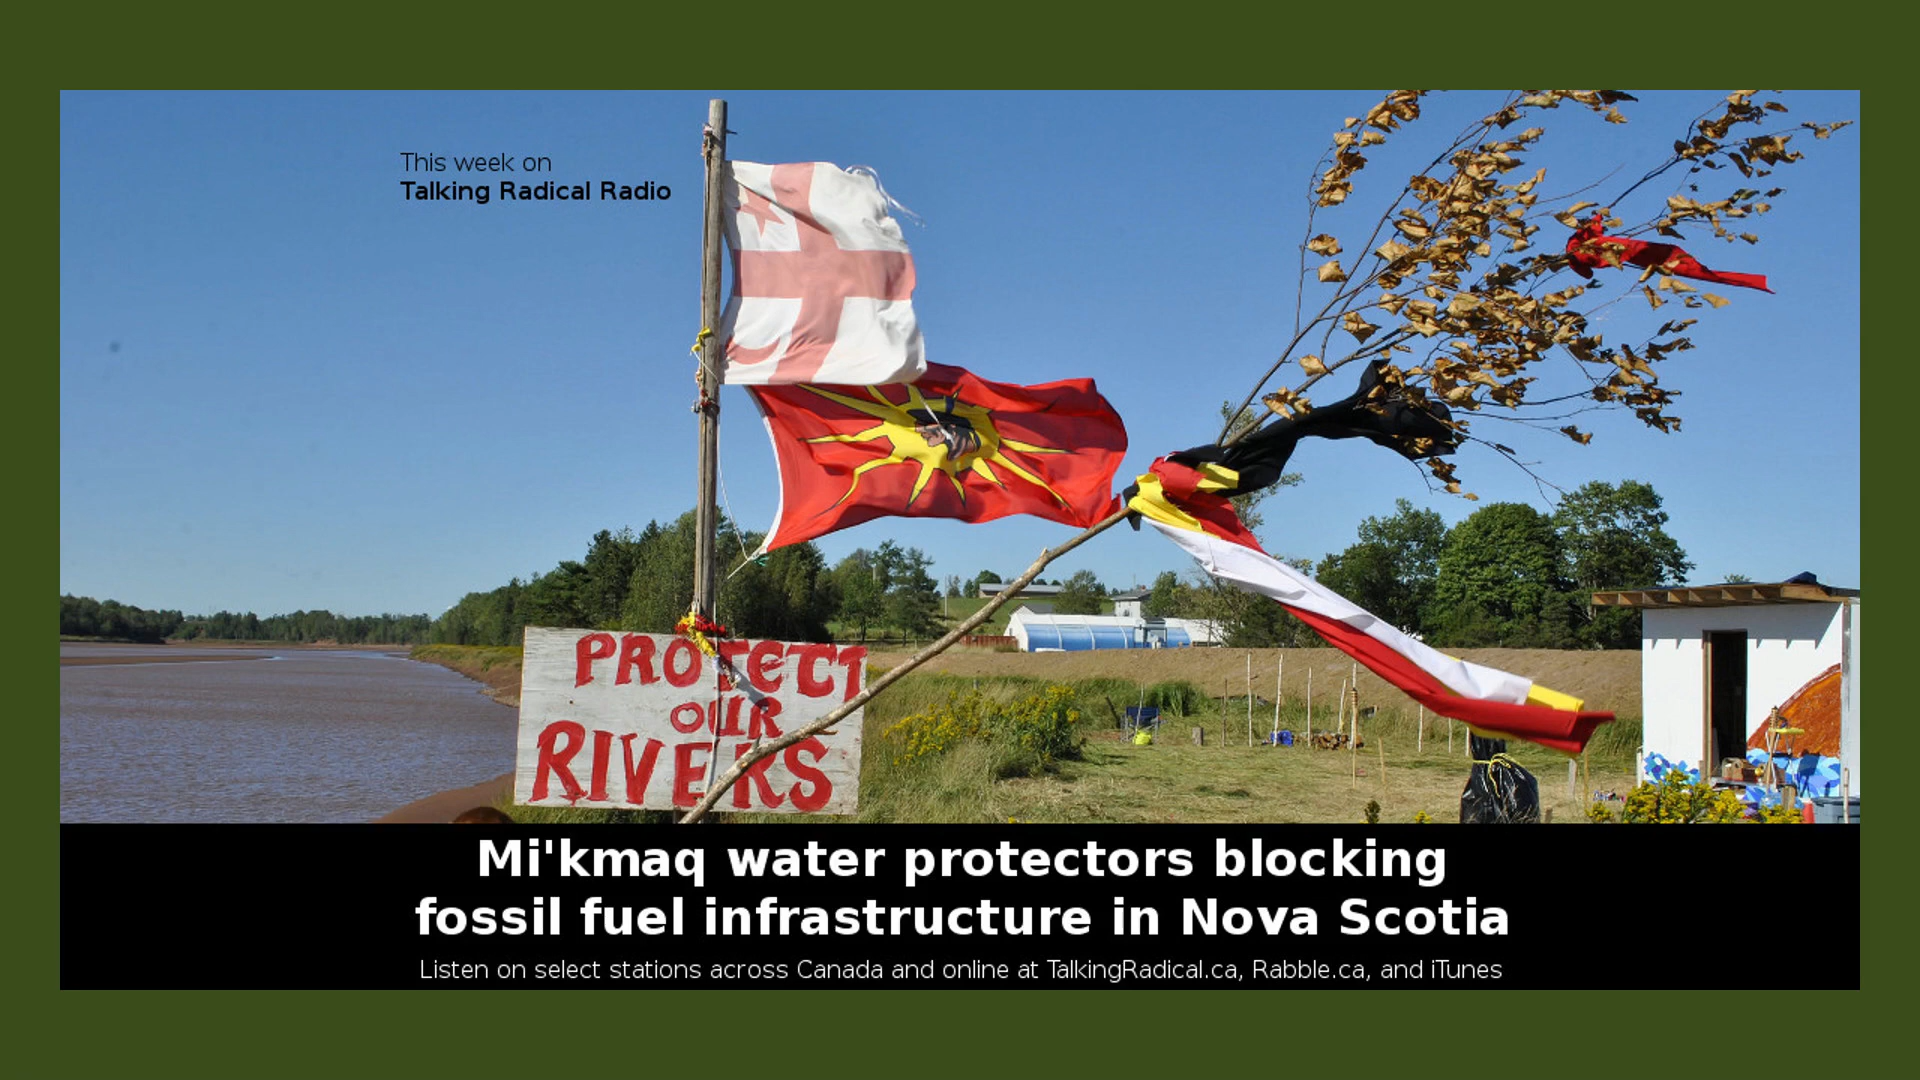 This week on
Talking Radical Radio
PROTECT
OUR
RIVERS
Mi'kmaq water protectors blocking
fossil fuel infrastructure in Nova Scotia
Listen on select stations across Canada and online at TalkingRadical.ca, Rabble.ca, and iTunes